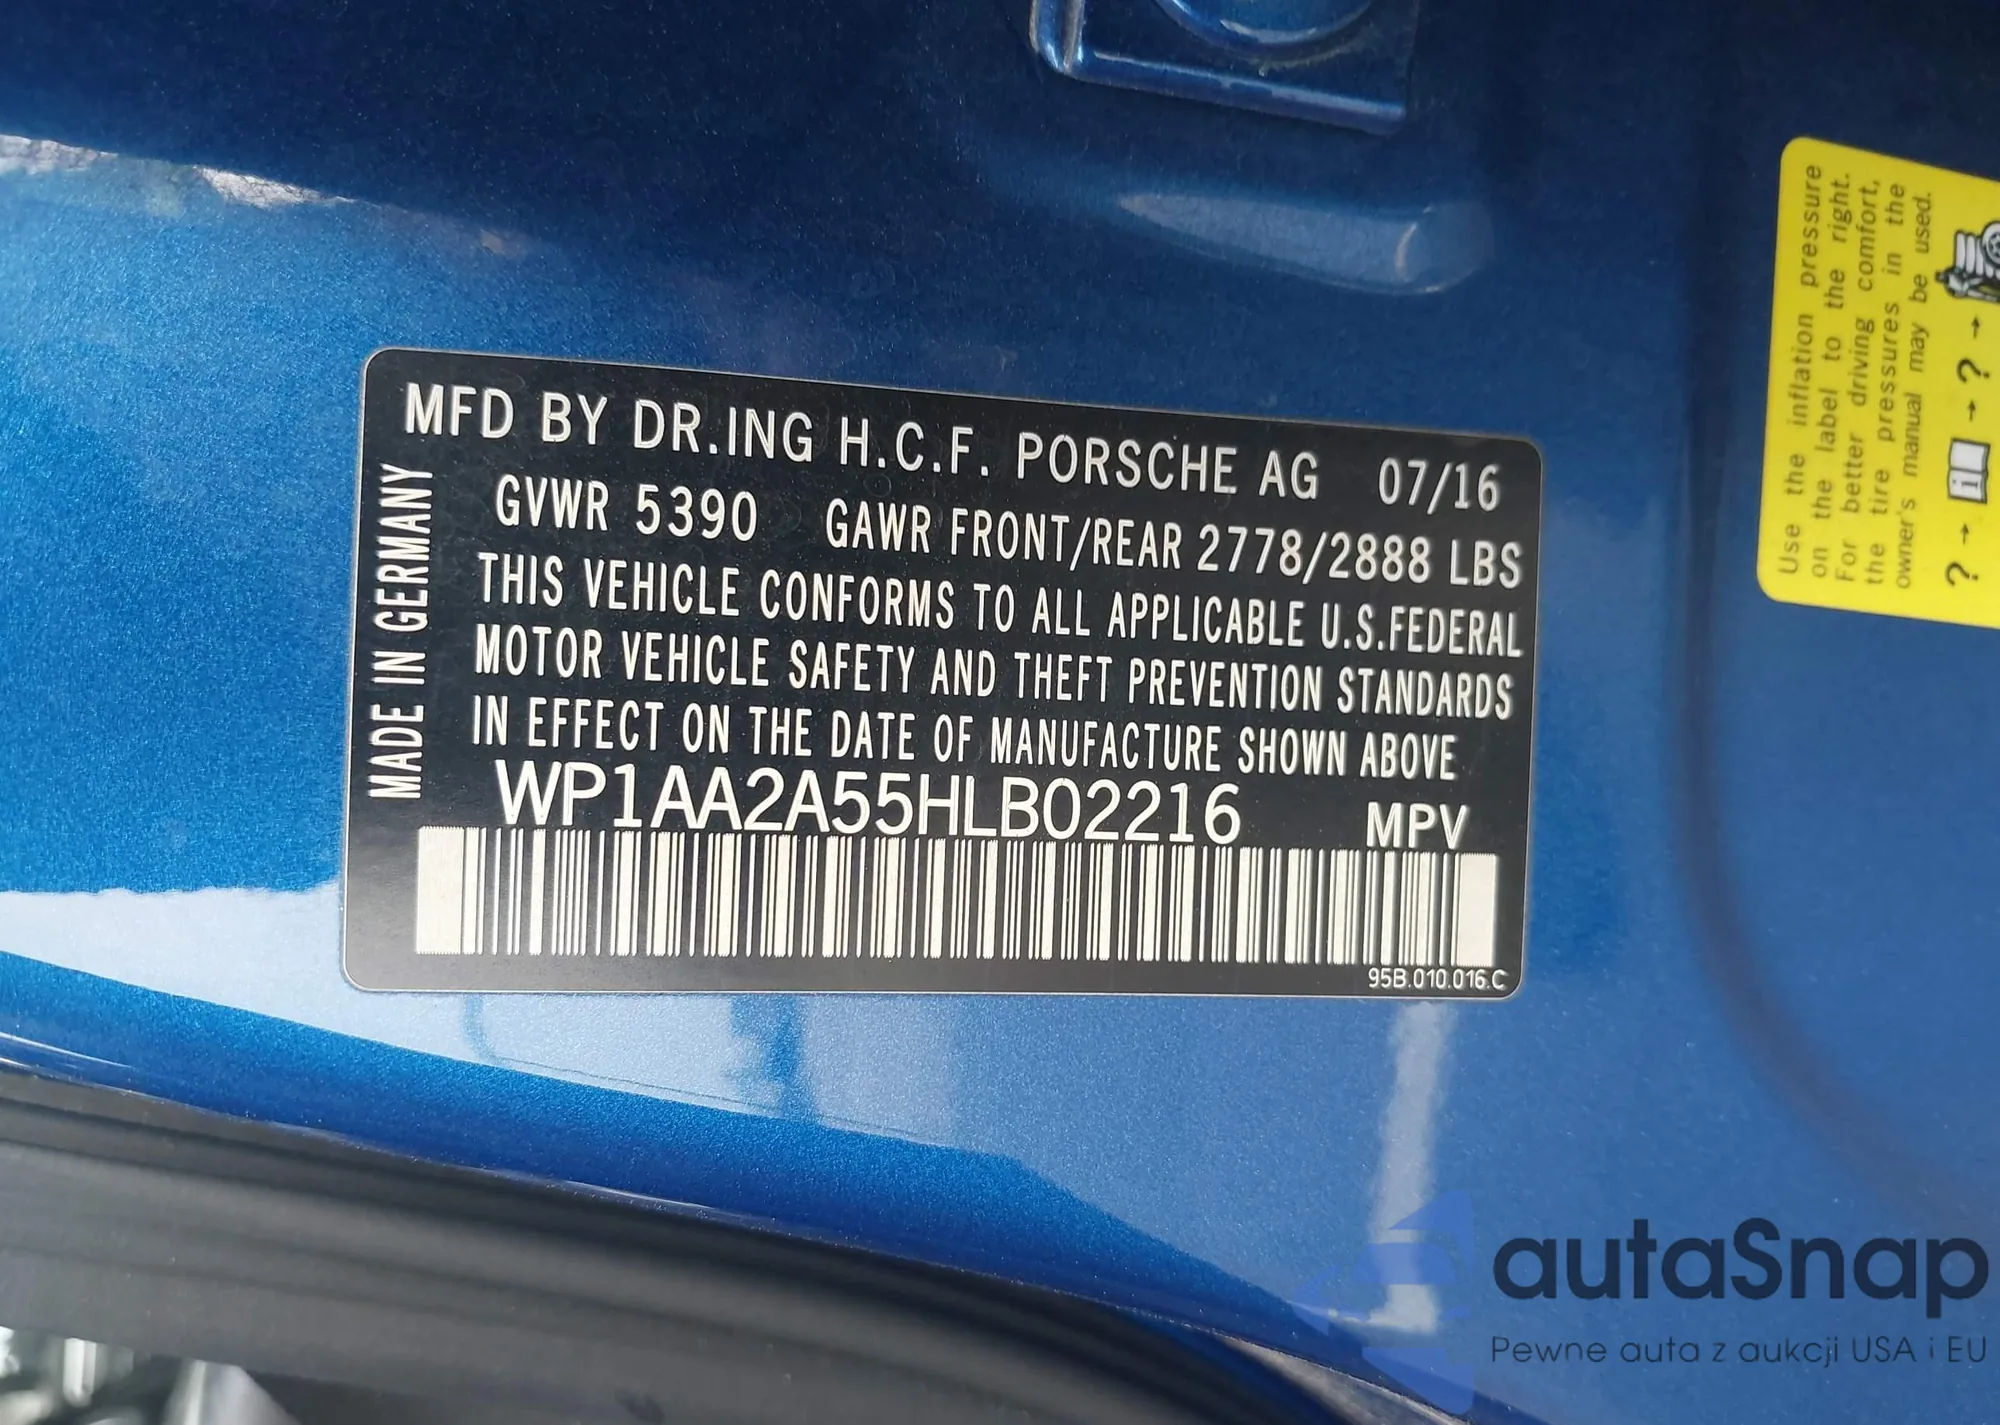 MFD BY DR.ING H.C.F. PORSCHE AG 07/16
GVWR 5390 GAWR FRONT/REAR 2778/2888 LBS
THIS VEHICLE CONFORMS TO ALL APPLICABLE U.S.FEDERAL
MOTOR VEHICLE SAFETY AND THEFT PREVENTION STANDARDS
IN EFFECT ON THE DATE OF MANUFACTURE SHOWN ABOVE
WP1AA2A55HLB02216 MPV
95B.010.016.C
MADE IN GERMANY
Use the inflation pressure
on the label to the right.
For better driving comfort,
the tire pressures in the
owner's manual may be used.
? → i → ? →
autaSnap
Pewne auta z aukcji USA i EU